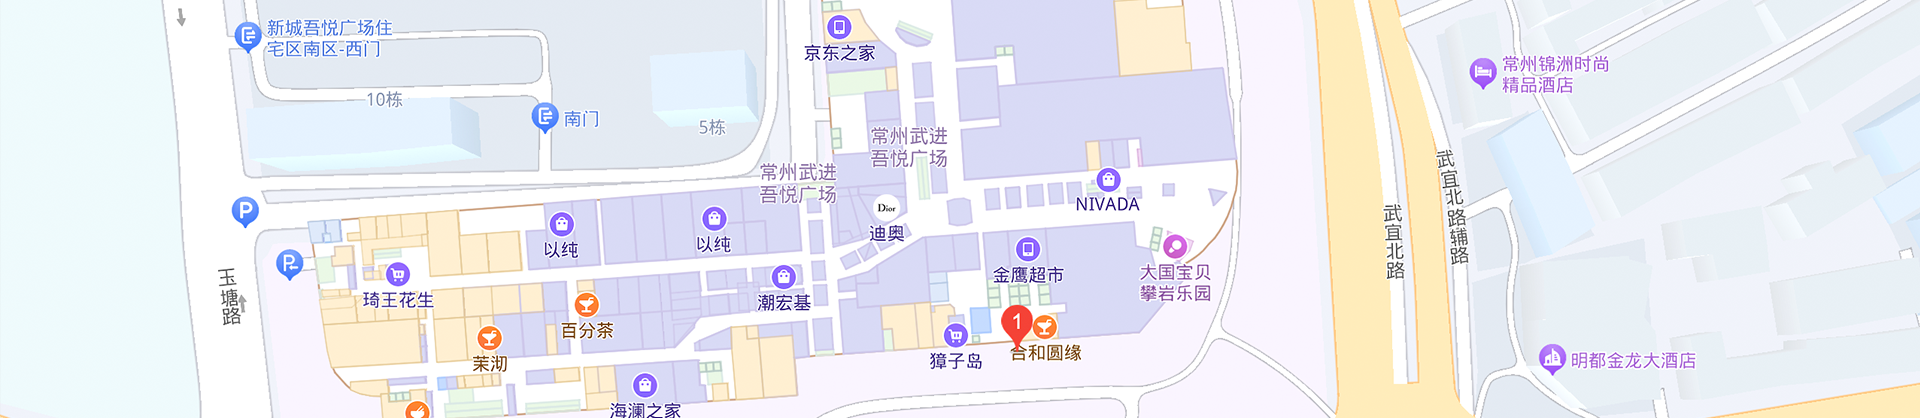 新城吾悦广场住
宅区南区-西门
京东之家
常州锦洲时尚
精品酒店
10栋
南门
5栋
常州武进
吾悦广场
常州武进
吾悦广场
武宜北路辅路
P
Dior
迪奥
NIVADA
以纯
以纯
武宜北路
P
玉塘路
琦王花生
潮宏基
金鹰超市
大国宝贝
攀岩乐园
百分茶
茉沏
獐子岛
1
合和圆缘
明都金龙大酒店
海澜之家